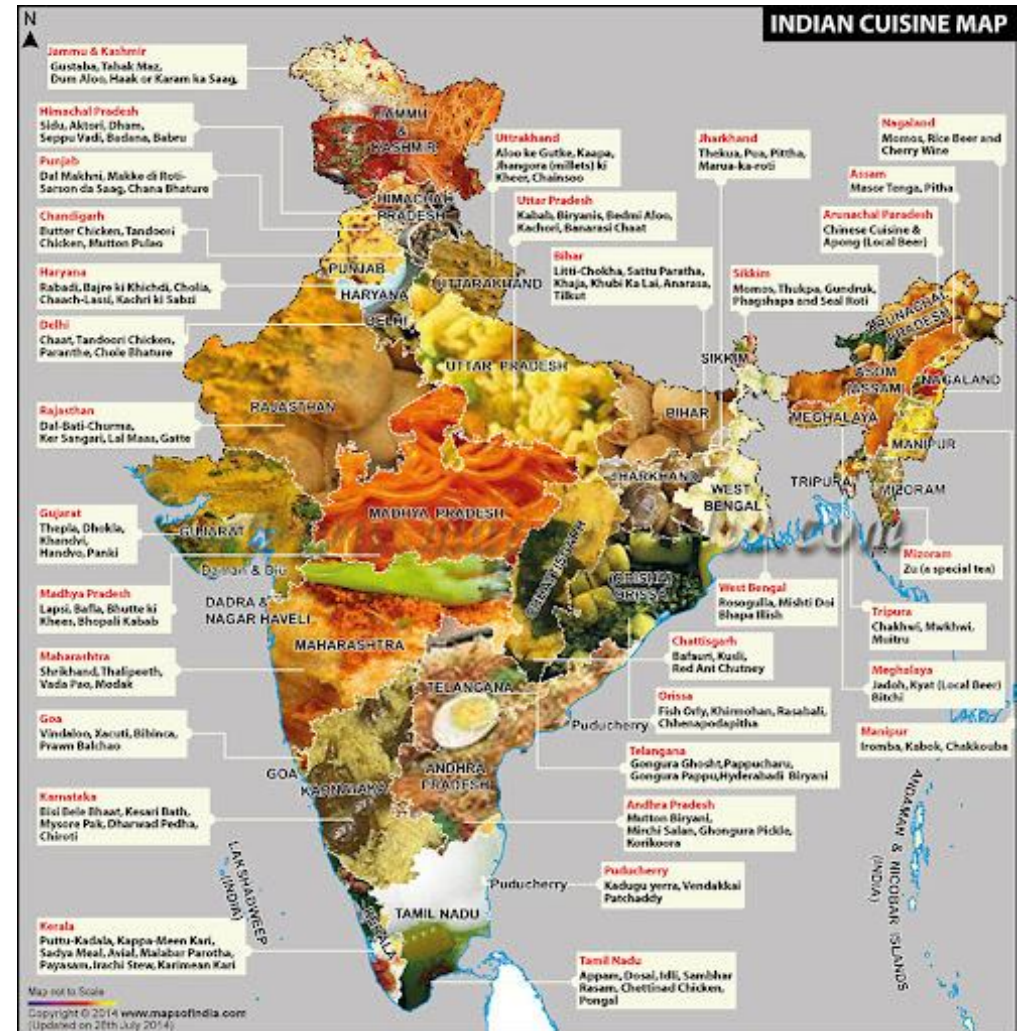 N
INDIAN CUISINE MAP
Jammu & Kashmir
Gustaba, Tabak Maz,
Dum Aloo, Haak or Karam ka Saag,
Himachal Pradesh
Sidu, Aktori, Dham,
Seppu Vadi, Badana, Babru
Punjab
Dal Makhni, Makke di Roti-
Sarson da Saag, Chana Bhature
Chandigarh
Butter Chicken, Tandoori
Chicken, Mutton Pulao
Haryana
Rabadi, Bajre ki Khichdi, Cholia,
Chaach-Lassi, Kachri ki Sabzi
Delhi
Chaat, Tandoori Chicken,
Paranthe, Chole Bhature
Rajasthan
Dal-Bati-Churma,
Ker Sangari, Lal Maas, Gatte
Gujarat
Thepla, Dhokla,
Khandvi,
Handvo, Panki
Madhya Pradesh
Lapsi, Bafla, Bhutte ki
Khees, Bhopali Kabab
Maharashtra
Shrikhand, Thalipeeth,
Vada Pao, Modak
Goa
Vindaloo, Xacuti, Bibinca,
Prawn Balchao
Karnataka
Bisi Bele Bhaat, Kesari Bath,
Mysore Pak, Dharwad Pedha,
Chiroti
Kerala
Puttu-Kadala, Kappa-Meen Kari,
Sadya Meal, Avial, Malabar Parotha,
Payasam, Irachi Stew, Karimean Kari
Uttrakhand
Aloo ke Gutke, Kaapa,
Jhangora (millets) ki
Kheer, Chainsoo
Uttar Pradesh
Kabab, Biryanis, Bedmi Aloo,
Kachori, Banarasi Chaat
Bihar
Litti-Chokha, Sattu Paratha,
Khaja, Khubi Ka Lai, Anarasa,
Tilkut
Jharkhand
Thekua, Pua, Pittha,
Marua-ka-roti
Sikkim
Momos, Thukpa, Gundruk,
Phagshapa and Seal Roti
Nagaland
Momos, Rice Beer and
Cherry Wine
Assam
Masor Tenga, Pitha
Arunachal Paradesh
Chinese Cuisine &
Apong (Local Beer)
JAMMU
&
KASHMIR
HIMACHAL
PRADESH
PUNJAB
HARYANA
UTTARAKHAND
DELHI
UTTAR PRADESH
RAJASTHAN
BIHAR
SIKKIM
ARUNACHAL
PRADESH
ASOM
(ASSAM)
NAGALAND
MEGHALAYA
MANIPUR
TRIPURA
MIZORAM
JHARKHAND
WEST
BENGAL
MADHYA PRADESH
GUJARAT
Daman & Diu
DADRA &
NAGAR HAVELI
MAHARASHTRA
CHHATTISGARH
(ORISHA)
ORISSA
TELANGANA
GOA
KARNATAKA
ANDHRA
PRADESH
Puducherry
Puducherry
TAMIL NADU
KERALA
LAKSHADWEEP
(INDIA)
ANDAMAN & NICOBAR ISLANDS
(INDIA)
Mizoram
Zu (a special tea)
West Bengal
Rosogulla, Mishti Doi
Bhapa Illish
Tripura
Chakhwi, Mwkhwi,
Muitru
Chattisgarh
Bafauri, Kusli,
Red Ant Chutney
Meghalaya
Jadoh, Kyat (Local Beer)
Bitchi
Orissa
Fish Orly, Khirmohan, Rasabali,
Chhenapodapitha
Manipur
Iromba, Kabok, Chakkouba
Telangana
Gongura Ghosht,Pappucharu,
Gongura Pappu,Hyderabadi Biryani
Andhra Pradesh
Mutton Biryani,
Mirchi Salan, Ghongura Pickle,
Korikoora
Puducherry
Kadugu yerra, Vendakkai
Patchaddy
Tamil Nadu
Appam, Dosai, Idli, Sambhar
Rasam, Chettinad Chicken,
Pongal
Map not to Scale
Copyright © 2014 www.mapsofindia.com
(Updated on 28th July 2014)